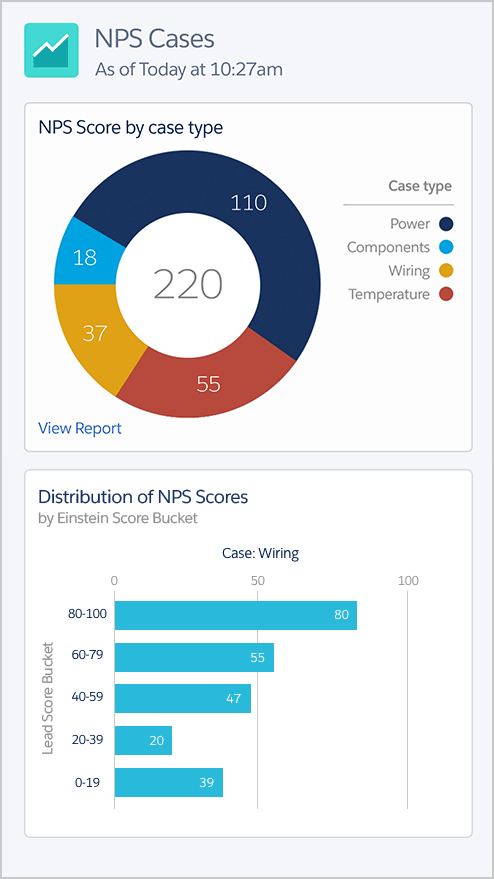 NPS Cases
As of Today at 10:27am
NPS Score by case type
110
18
220
37
55
Case type
Power
Components
Wiring
Temperature
View Report
Distribution of NPS Scores
by Einstein Score Bucket
Case: Wiring
0 50 100
Lead Score Bucket
80-100 80
60-79 55
40-59 47
20-39 20
0-19 39